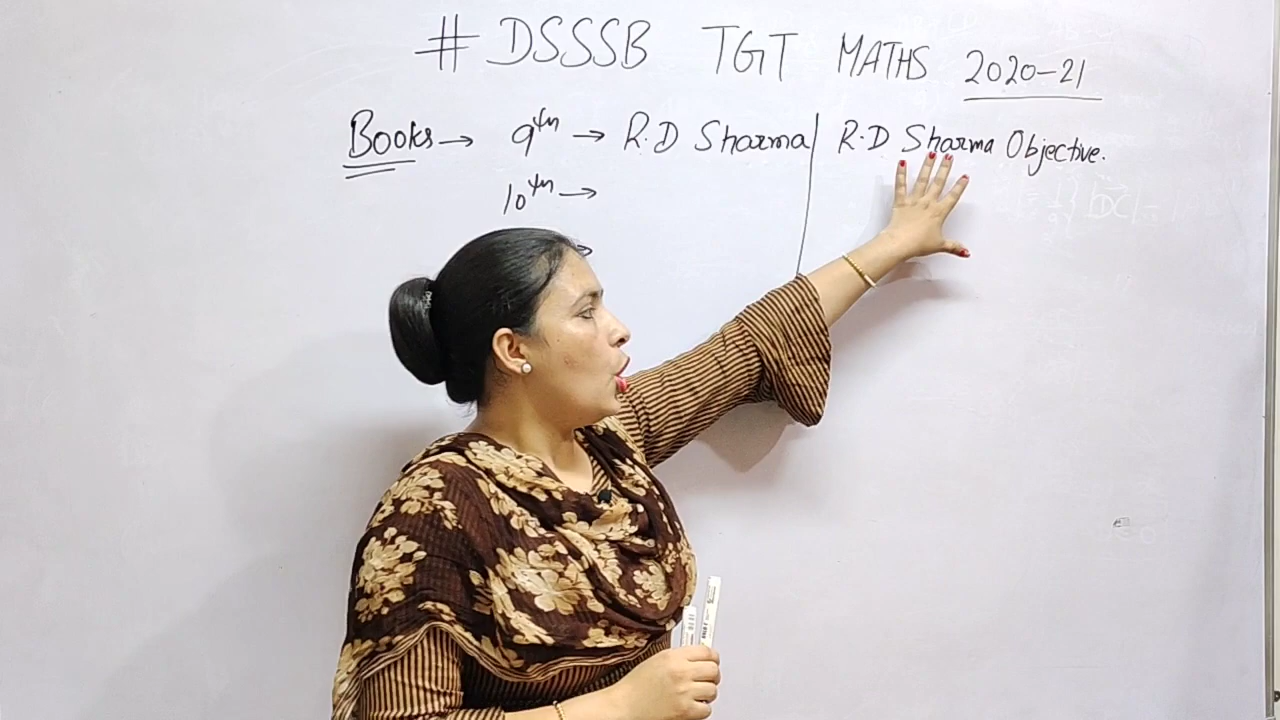 # DSSSB TGT MATHS 2020-21
Books → 9th → R.D Sharma | R.D Sharma Objective.
10th →